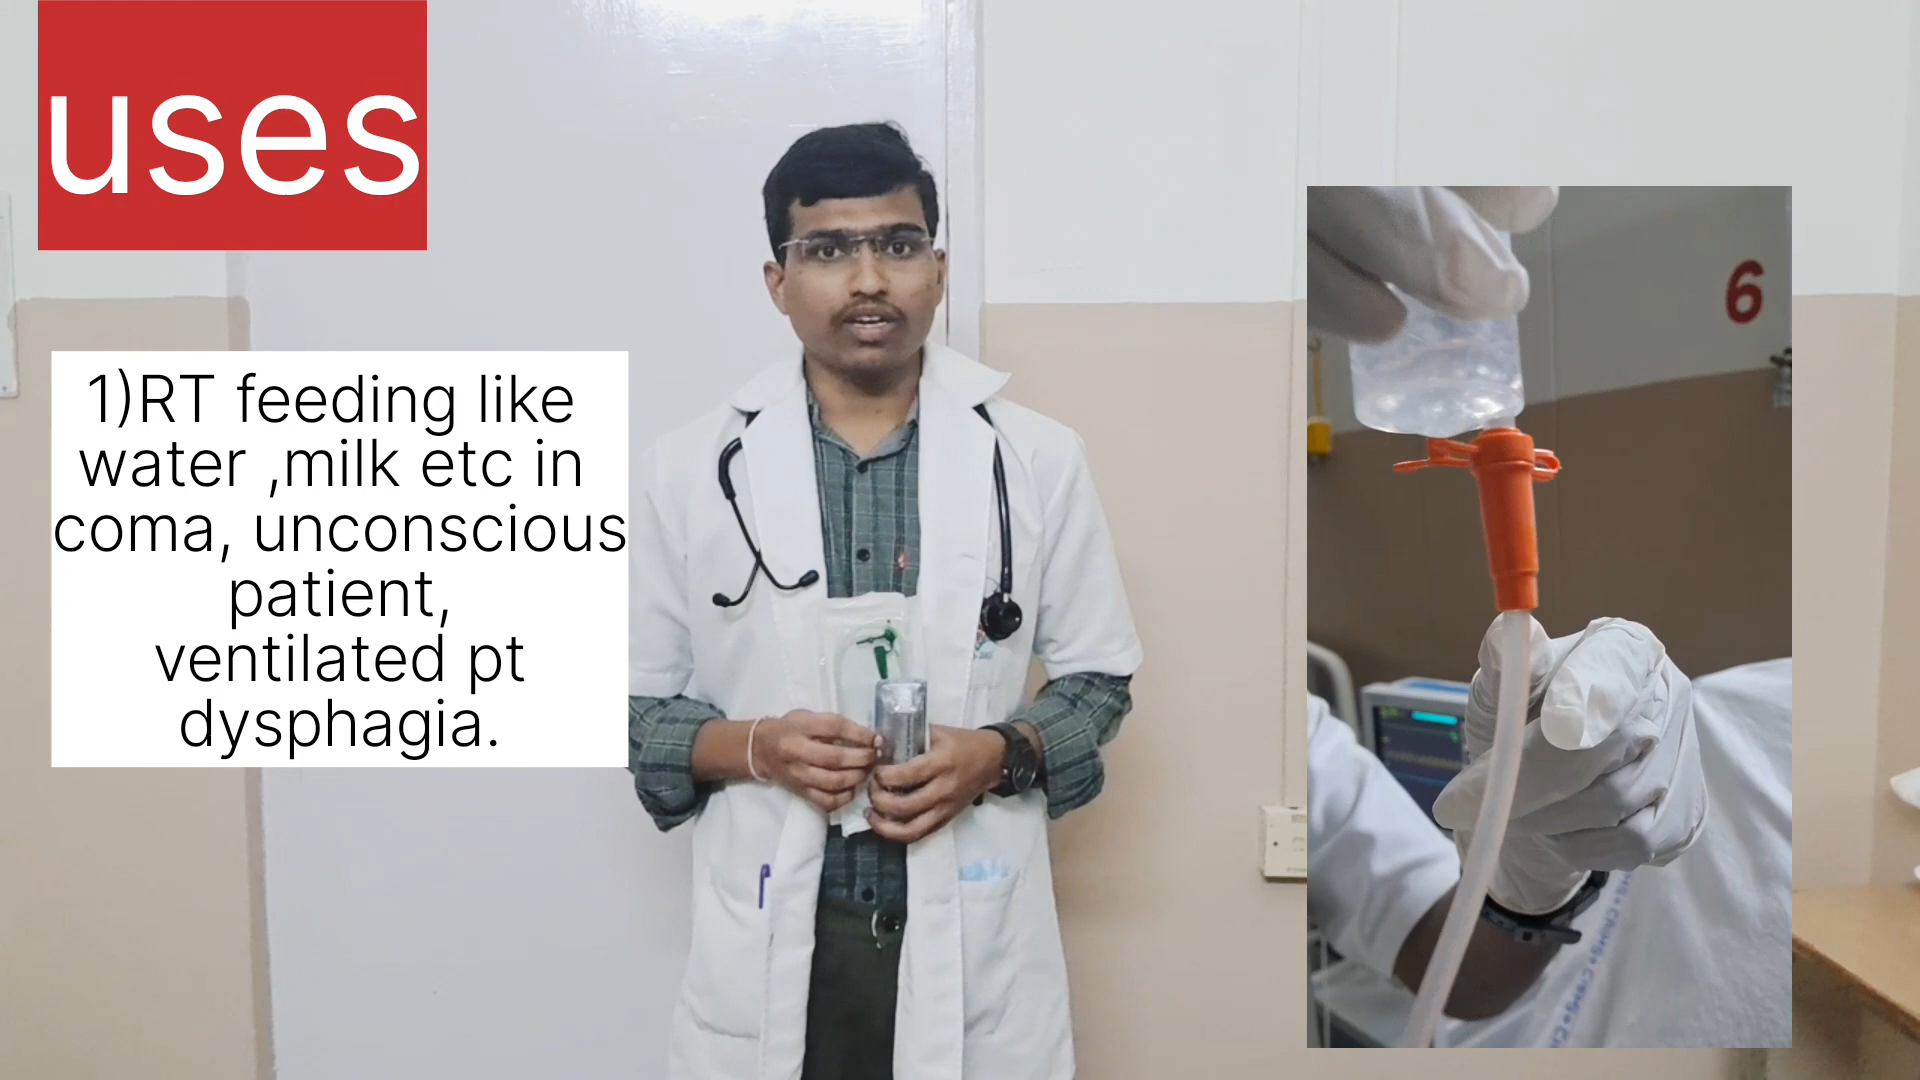 uses
1)RT feeding like
water ,milk etc in
coma, unconscious
patient,
ventilated pt
dysphagia.
6